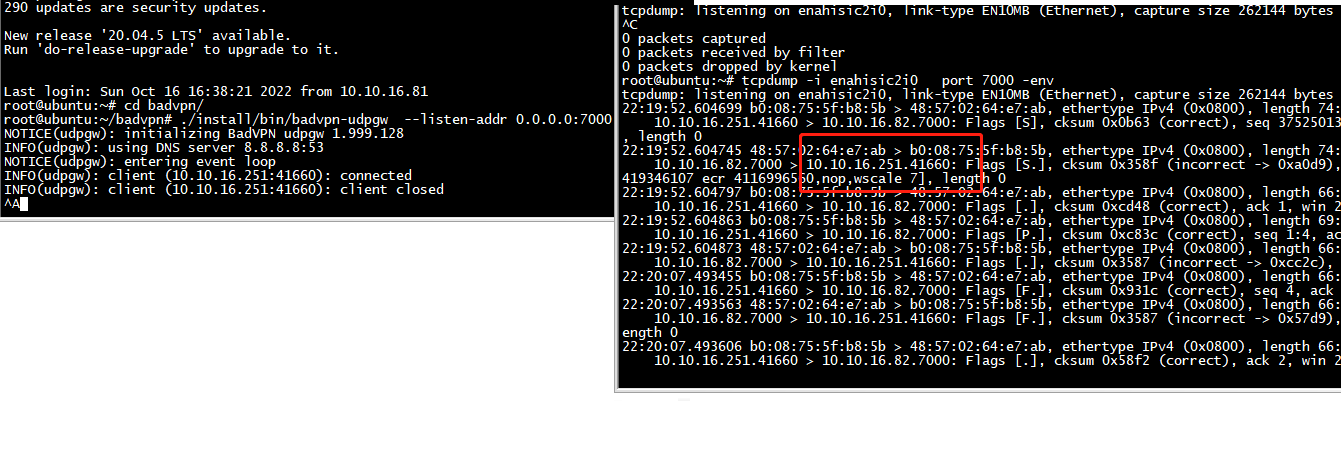 290 updates are security updates.
New release '20.04.5 LTS' available.
Run 'do-release-upgrade' to upgrade to it.
Last login: Sun Oct 16 16:38:21 2022 from 10.10.16.81
root@ubuntu:~# cd badvpn/
root@ubuntu:~/badvpn# ./install/bin/badvpn-udpgw  --listen-addr 0.0.0.0:7000
NOTICE(udpgw): initializing BadVPN udpgw 1.999.128
INFO(udpgw): using DNS server 8.8.8.8:53
NOTICE(udpgw): entering event loop
INFO(udpgw): client (10.10.16.251:41660): connected
INFO(udpgw): client (10.10.16.251:41660): client closed
^A
tcpdump: listening on enahisic2i0, link-type EN10MB (Ethernet), capture size 262144 bytes
^C
0 packets captured
0 packets received by filter
0 packets dropped by kernel
root@ubuntu:~# tcpdump -i enahisic2i0   port 7000 -env
tcpdump: listening on enahisic2i0, link-type EN10MB (Ethernet), capture size 262144 bytes
22:19:52.604699 b0:08:75:5f:b8:5b > 48:57:02:64:e7:ab, ethertype IPv4 (0x0800), length 74:
10.10.16.251.41660 > 10.10.16.82.7000: Flags [S], cksum 0x0b63 (correct), seq 37525013
, length 0
22:19:52.604745 48:57:02:64:e7:ab > b0:08:75:5f:b8:5b, ethertype IPv4 (0x0800), length 74:
10.10.16.82.7000 > 10.10.16.251.41660: Flags [S.], cksum 0x358f (incorrect -> 0xa0d9),
419346107 ecr 4116996560,nop,wscale 7], length 0
22:19:52.604797 b0:08:75:5f:b8:5b > 48:57:02:64:e7:ab, ethertype IPv4 (0x0800), length 66:
10.10.16.251.41660 > 10.10.16.82.7000: Flags [.], cksum 0xcd48 (correct), ack 1, win 2
22:19:52.604863 b0:08:75:5f:b8:5b > 48:57:02:64:e7:ab, ethertype IPv4 (0x0800), length 69:
10.10.16.251.41660 > 10.10.16.82.7000: Flags [P.], cksum 0xc83c (correct), seq 1:4, ac
22:19:52.604873 48:57:02:64:e7:ab > b0:08:75:5f:b8:5b, ethertype IPv4 (0x0800), length 66:
10.10.16.82.7000 > 10.10.16.251.41660: Flags [.], cksum 0x3587 (incorrect -> 0xcc2c),
22:20:07.493455 b0:08:75:5f:b8:5b > 48:57:02:64:e7:ab, ethertype IPv4 (0x0800), length 66:
10.10.16.251.41660 > 10.10.16.82.7000: Flags [F.], cksum 0x931c (correct), seq 4, ack
22:20:07.493563 48:57:02:64:e7:ab > b0:08:75:5f:b8:5b, ethertype IPv4 (0x0800), length 66:
10.10.16.82.7000 > 10.10.16.251.41660: Flags [F.], cksum 0x3587 (incorrect -> 0x57d9),
ength 0
22:20:07.493606 b0:08:75:5f:b8:5b > 48:57:02:64:e7:ab, ethertype IPv4 (0x0800), length 66:
10.10.16.251.41660 > 10.10.16.82.7000: Flags [.], cksum 0x58f2 (correct), ack 2, win 2